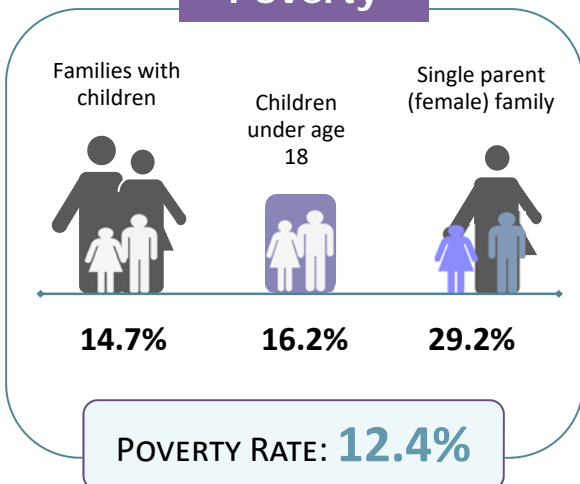 Poverty
Families with
children
Children
under age
18
Single parent
(female) family
14.7%
16.2%
29.2%
POVERTY RATE: 12.4%